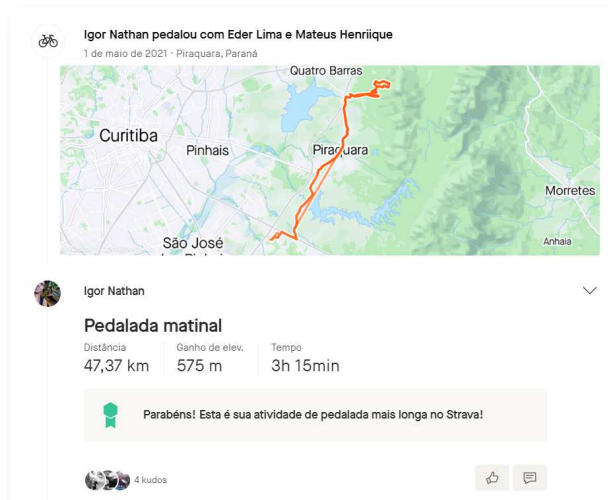 Igor Nathan pedalou com Eder Lima e Mateus Henriique
1 de maio de 2021 · Piraquara, Paraná
Quatro Barras
Curitiba
Pinhais
Piraquara
Morretes
São José
Anhaia
Igor Nathan
Pedalada matinal
Distância Ganho de elev. Tempo
47,37 km 575 m 3h 15min
Parabéns! Esta é sua atividade de pedalada mais longa no Strava!
4 kudos